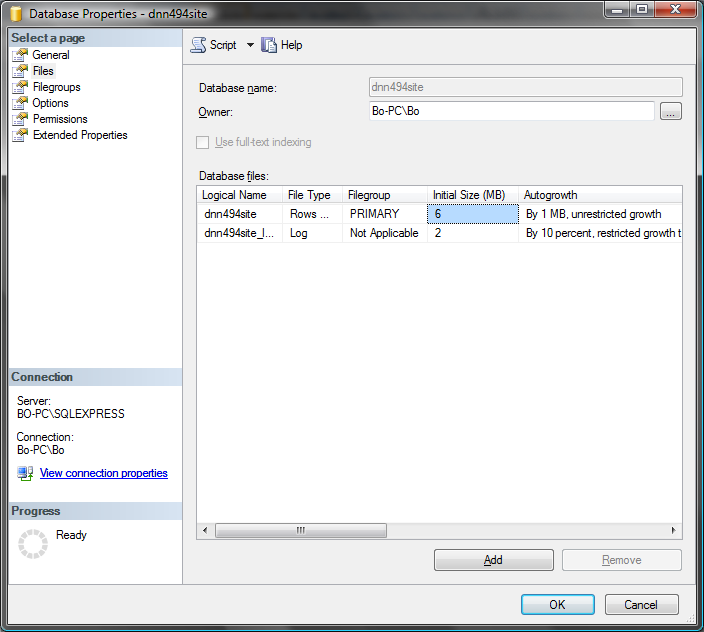 Database Properties - dnn494site
Select a page
General
Files
Filegroups
Options
Permissions
Extended Properties
Connection
Server:
BO-PC\SQLEXPRESS
Connection:
Bo-PC\Bo
View connection properties
Progress
Ready
Script Help
Database name: dnn494site
Owner: Bo-PC\Bo ...
Use full-text indexing
Database files:
Logical Name File Type Filegroup Initial Size (MB) Autogrowth
dnn494site Rows ... PRIMARY 6 By 1 MB, unrestricted growth
dnn494site_l... Log Not Applicable 2 By 10 percent, restricted growth t
Add Remove
OK Cancel